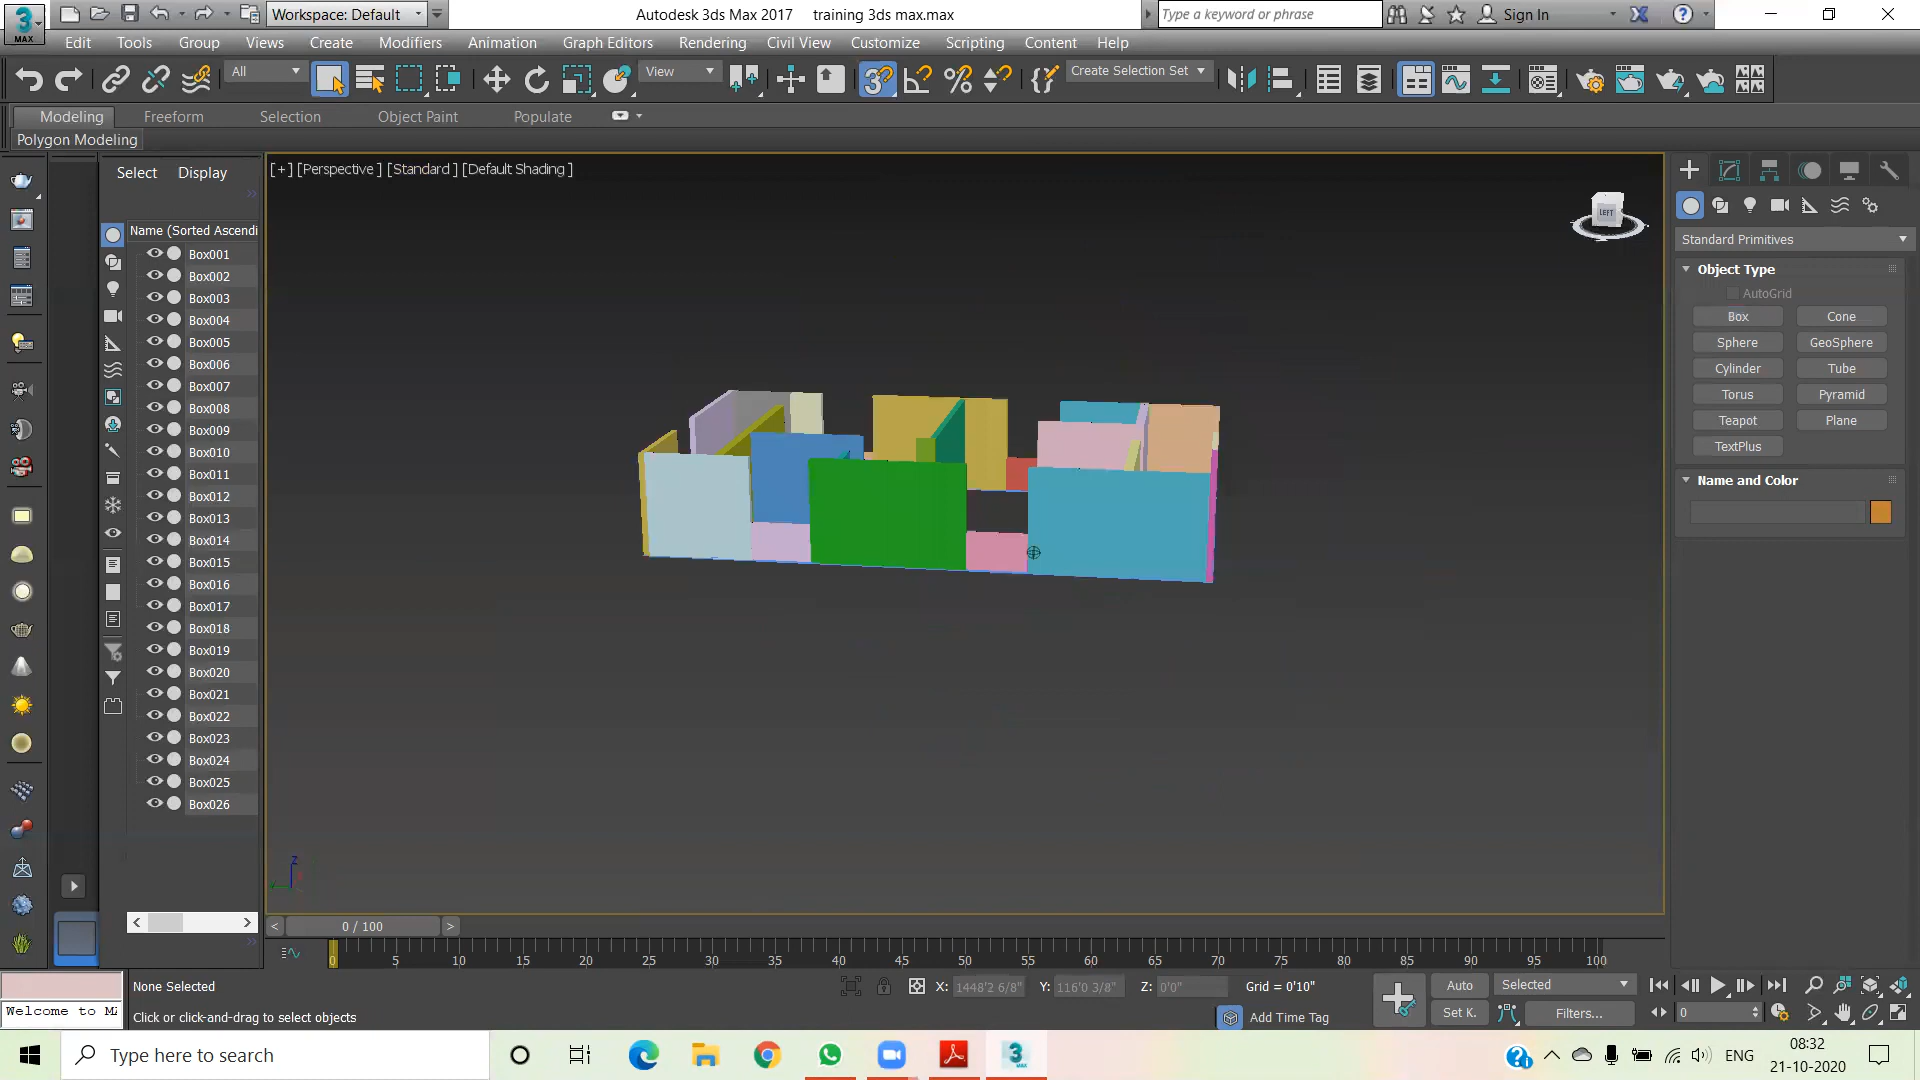 3
MAX
Workspace: Default
Autodesk 3ds Max 2017 training 3ds max.max
Type a keyword or phrase
Sign In
Edit Tools Group Views Create Modifiers Animation Graph Editors Rendering Civil View Customize Scripting Content Help
All
View
Create Selection Set
Modeling Freeform Selection Object Paint Populate
Polygon Modeling
Select Display
[+] [Perspective ] [Standard ] [Default Shading ]
LEFT
Name (Sorted Ascendi
Box001
Box002
Box003
Box004
Box005
Box006
Box007
Box008
Box009
Box010
Box011
Box012
Box013
Box014
Box015
Box016
Box017
Box018
Box019
Box020
Box021
Box022
Box023
Box024
Box025
Box026
Standard Primitives
Object Type
AutoGrid
Box Cone
Sphere GeoSphere
Cylinder Tube
Torus Pyramid
Teapot Plane
TextPlus
Name and Color
z
< 0 / 100 >
0 5 10 15 20 25 30 35 40 45 50 55 60 65 70 75 80 85 90 95 100
None Selected
X: 1448'2 6/8" Y: 116'0 3/8" Z: 0'0" Grid = 0'10"
Auto Selected
Welcome to M
Click or click-and-drag to select objects
Add Time Tag
Set K. Filters... 0
Type here to search
ENG
08:32
21-10-2020